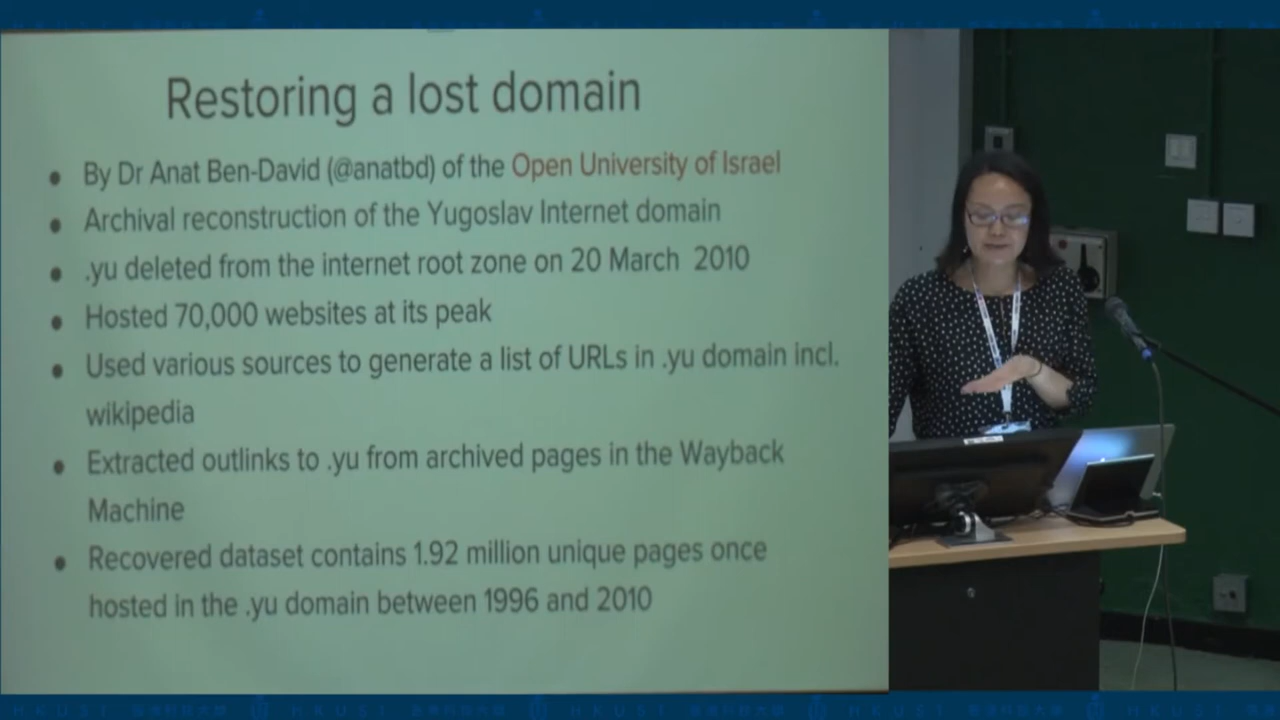 Restoring a lost domain
● By Dr Anat Ben-David (@anatbd) of the Open University of Israel
● Archival reconstruction of the Yugoslav Internet domain
● .yu deleted from the internet root zone on 20 March 2010
● Hosted 70,000 websites at its peak
● Used various sources to generate a list of URLs in .yu domain incl.
wikipedia
● Extracted outlinks to .yu from archived pages in the Wayback
Machine
● Recovered dataset contains 1.92 million unique pages once
hosted in the .yu domain between 1996 and 2010